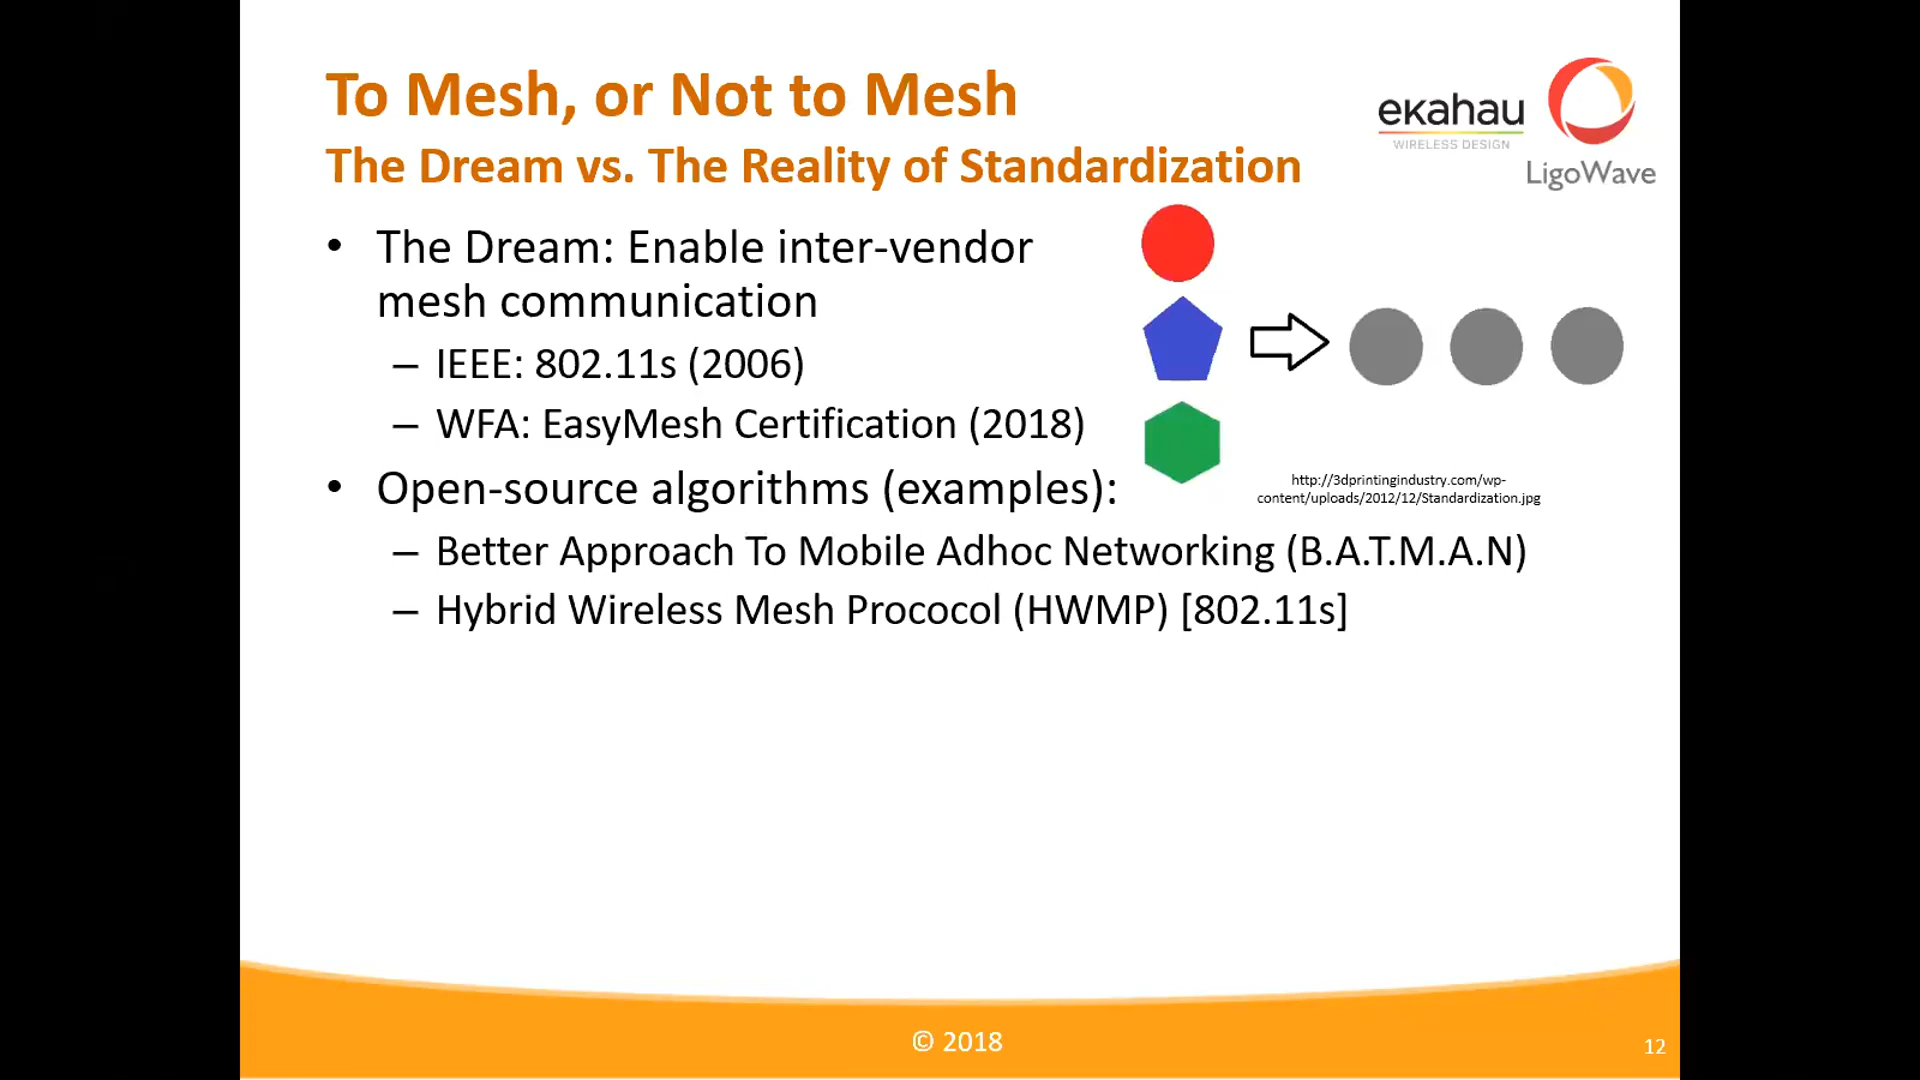 To Mesh, or Not to Mesh
The Dream vs. The Reality of Standardization
ekahau
WIRELESS DESIGN
LigoWave
• The Dream: Enable inter-vendor
mesh communication
– IEEE: 802.11s (2006)
– WFA: EasyMesh Certification (2018)
• Open-source algorithms (examples):
http://3dprintingindustry.com/wp-
content/uploads/2012/12/Standardization.jpg
– Better Approach To Mobile Adhoc Networking (B.A.T.M.A.N)
– Hybrid Wireless Mesh Prococol (HWMP) [802.11s]
© 2018
12